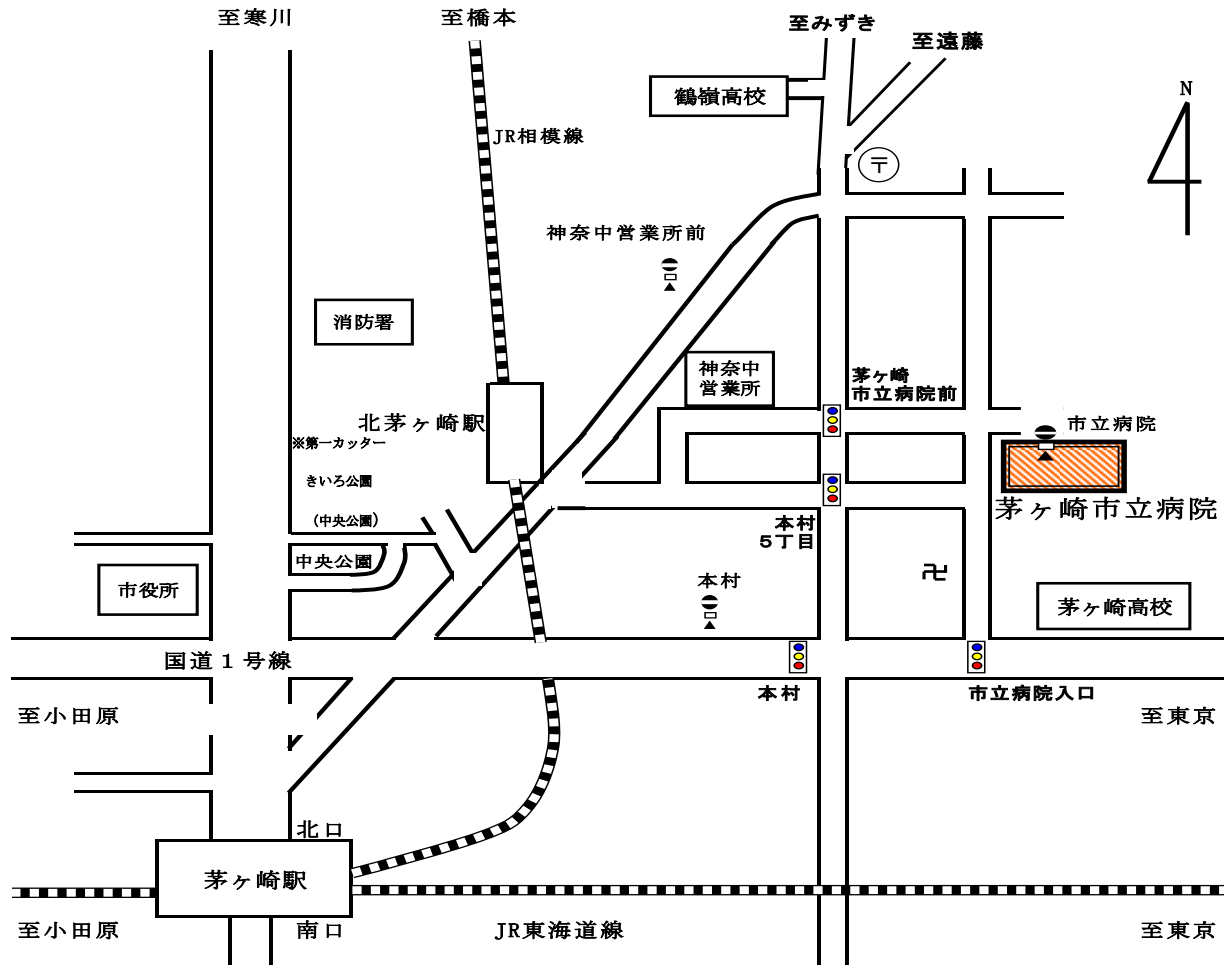 至寒川
至橋本
至みずき
至遠藤
鶴嶺高校
N
JR相模線
〒
神奈中営業所前
消防署
神奈中
営業所
茅ヶ崎
市立病院前
北茅ヶ崎駅
※第一カッター
きいろ公園
(中央公園)
市立病院
茅ヶ崎市立病院
本村
5丁目
中央公園
市役所
本村
卍
茅ヶ崎高校
国道1号線
本村
市立病院入口
至小田原
至東京
北口
茅ヶ崎駅
至小田原
南口
JR東海道線
至東京